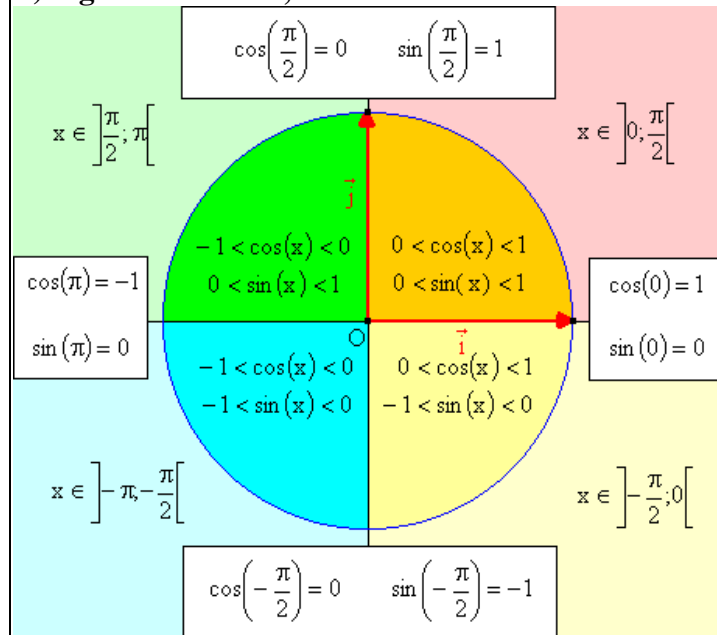 cos(π/2) = 0 sin(π/2) = 1
x ∈ ]π/2; π[
x ∈ ]0; π/2[
j
-1 < cos(x) < 0
0 < sin(x) < 1
0 < cos(x) < 1
0 < sin(x) < 1
cos(π) = -1
sin(π) = 0
cos(0) = 1
sin(0) = 0
O
i
-1 < cos(x) < 0
-1 < sin(x) < 0
0 < cos(x) < 1
-1 < sin(x) < 0
x ∈ ]-π; -π/2[
x ∈ ]-π/2; 0[
cos(-π/2) = 0 sin(-π/2) = -1